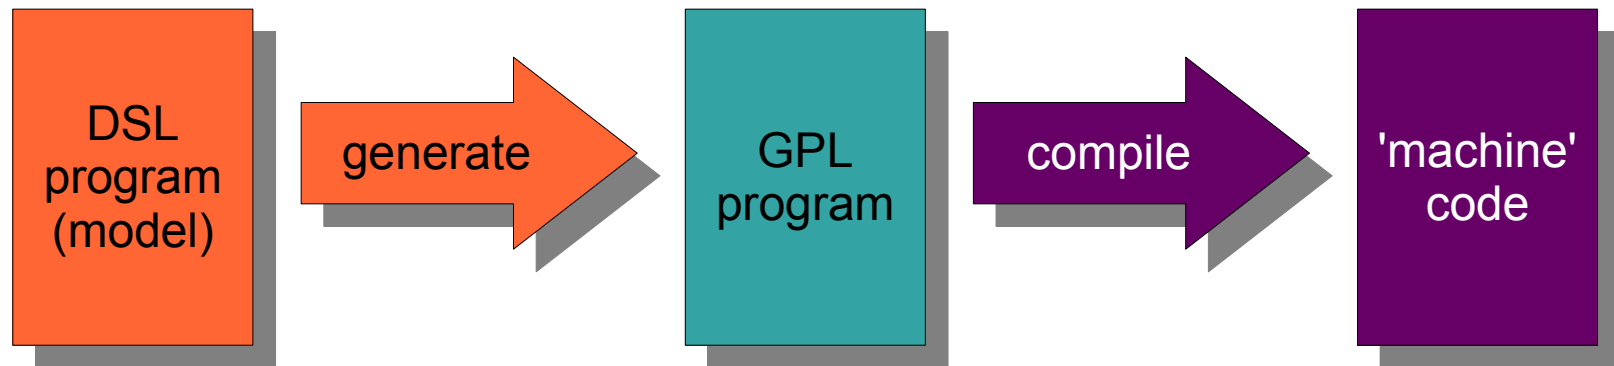 DSL
program
(model)
generate
GPL
program
compile
'machine'
code